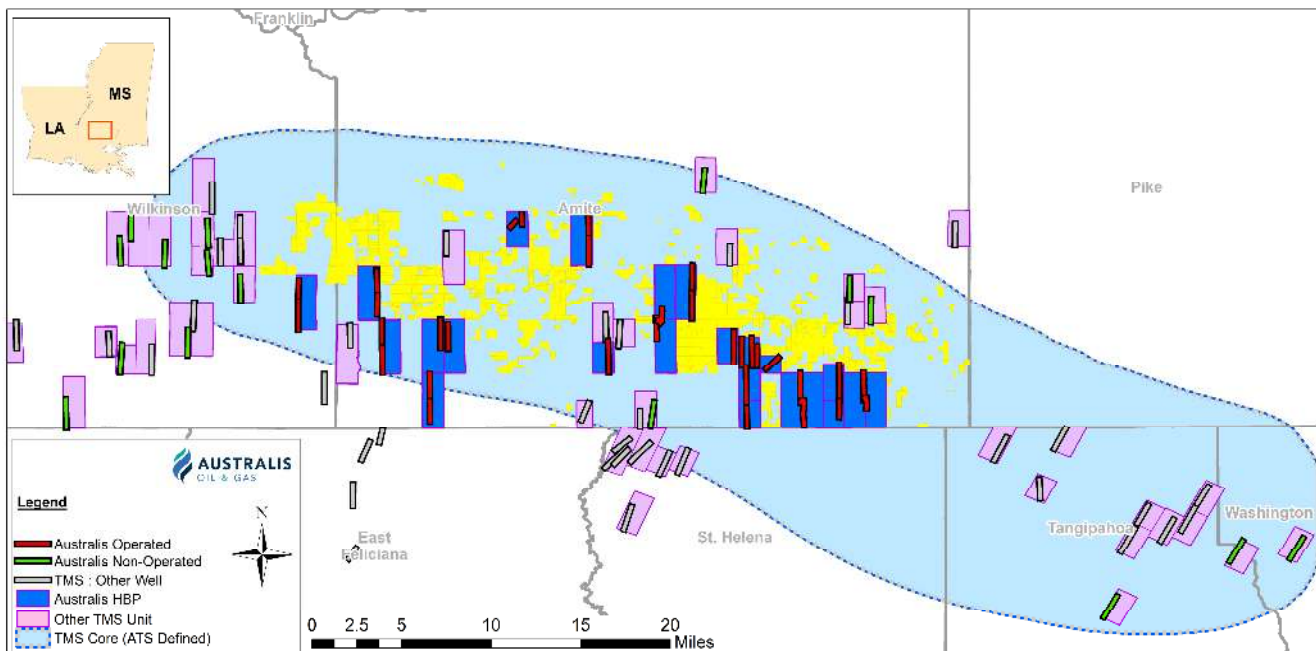 Franklin
MS
LA
Pike
Wilkinson
Amite
AUSTRALIS
OIL & GAS
Legend
N
Australis Operated
Australis Non-Operated
TMS : Other Well
Australis HBP
Other TMS Unit
TMS Core (ATS Defined)
East
Feliciana
St. Helena
Tangipahoa
Washington
0 2.5 5 10 15 20
Miles